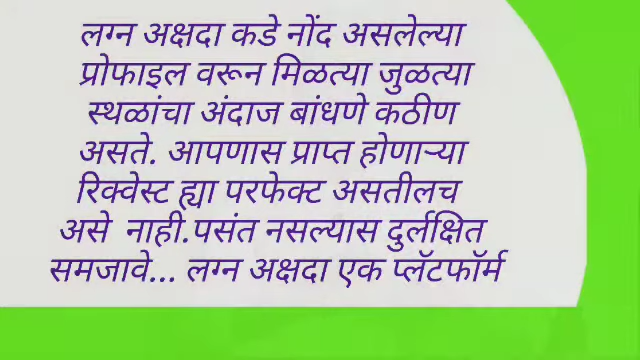 लग्न अक्षदा कडे नोंद असलेल्या
प्रोफाइल वरून मिळत्या जुळत्या
स्थळांचा अंदाज बांधणे कठीण
असते. आपणास प्राप्त होणाऱ्या
रिक्वेस्ट ह्या परफेक्ट असतीलच
असे नाही.पसंत नसल्यास दुर्लक्षित
समजावे... लग्न अक्षदा एक प्लॅटफॉर्म